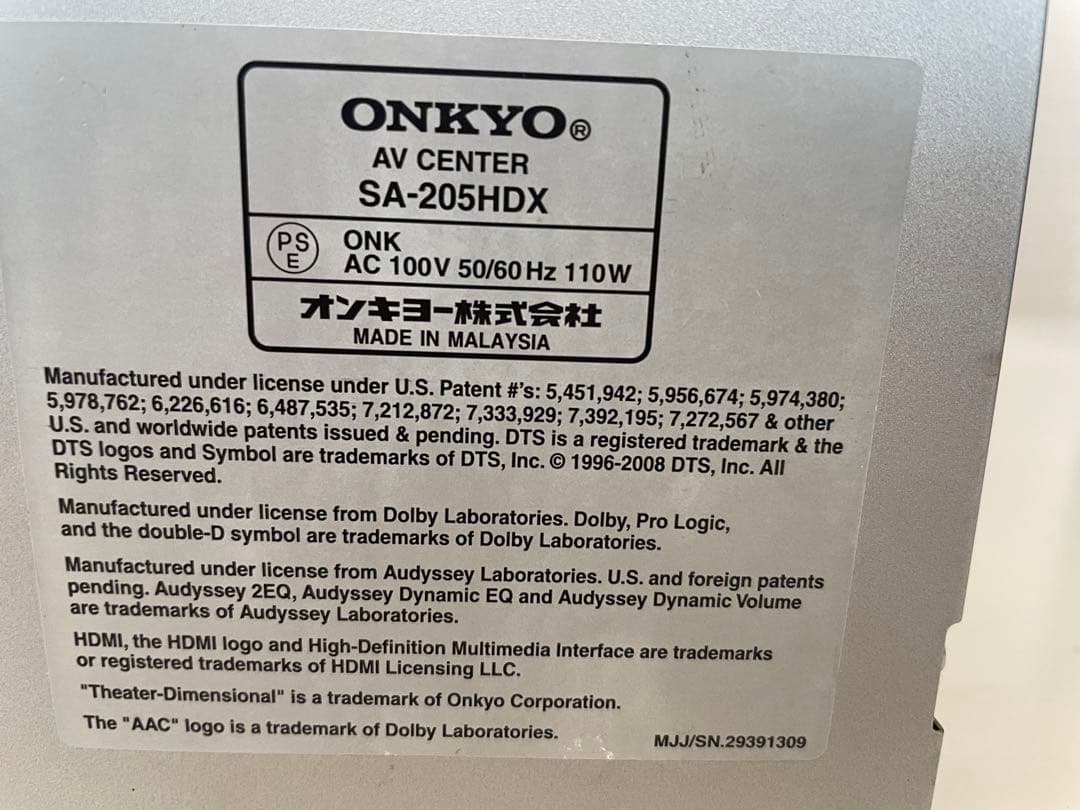 ONKYO®
AV CENTER
SA-205HDX
PS
E
ONK
AC 100V 50/60Hz 110W
オンキヨー株式会社
MADE IN MALAYSIA
Manufactured under license under U.S. Patent #'s: 5,451,942; 5,956,674; 5,974,380;
5,978,762; 6,226,616; 6,487,535; 7,212,872; 7,333,929; 7,392,195; 7,272,567 & other
U.S. and worldwide patents issued & pending. DTS is a registered trademark & the
DTS logos and Symbol are trademarks of DTS, Inc. © 1996-2008 DTS, Inc. All
Rights Reserved.
Manufactured under license from Dolby Laboratories. Dolby, Pro Logic,
and the double-D symbol are trademarks of Dolby Laboratories.
Manufactured under license from Audyssey Laboratories. U.S. and foreign patents
pending. Audyssey 2EQ, Audyssey Dynamic EQ and Audyssey Dynamic Volume
are trademarks of Audyssey Laboratories.
HDMI, the HDMI logo and High-Definition Multimedia Interface are trademarks
or registered trademarks of HDMI Licensing LLC.
"Theater-Dimensional" is a trademark of Onkyo Corporation.
The "AAC" logo is a trademark of Dolby Laboratories.
MJJ/SN.29391309